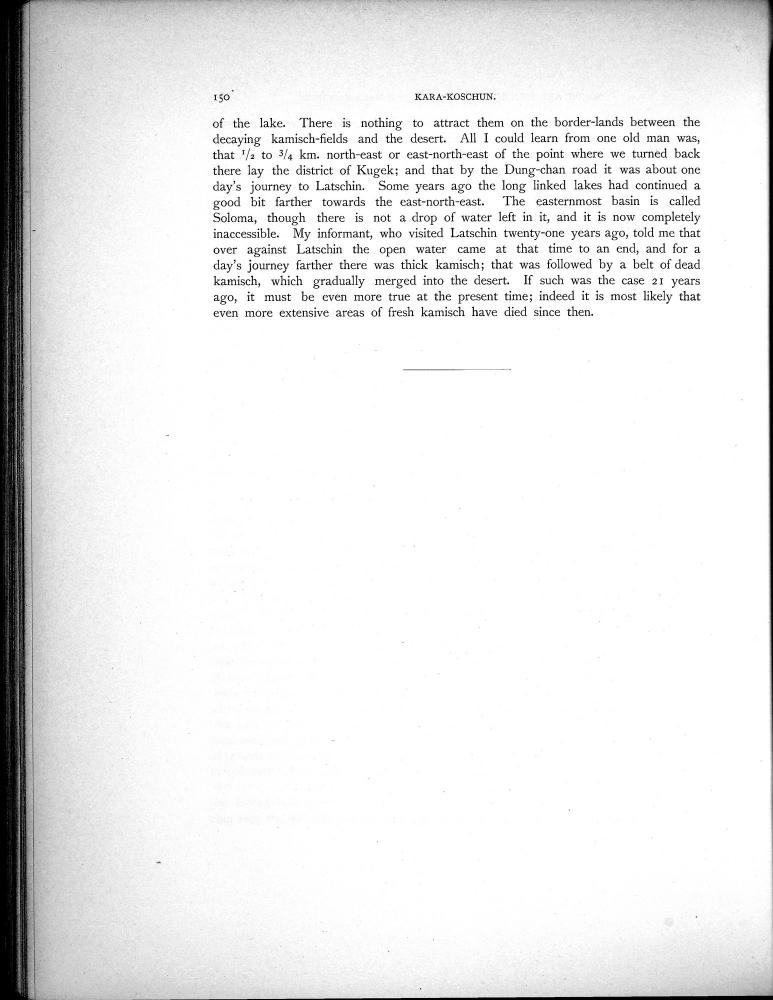 150
KARA-KOSCHUN.
of the lake. There is nothing to attract them on the border-lands between the
decaying kamisch-fields and the desert. All I could learn from one old man was,
that 1/2 to 3/4 km. north-east or east-north-east of the point where we turned back
there lay the district of Kugek; and that by the Dung-chan road it was about one
day's journey to Latschin. Some years ago the long linked lakes had continued a
good bit farther towards the east-north-east. The easternmost basin is called
Soloma, though there is not a drop of water left in it, and it is now completely
inaccessible. My informant, who visited Latschin twenty-one years ago, told me that
over against Latschin the open water came at that time to an end, and for a
day's journey farther there was thick kamisch; that was followed by a belt of dead
kamisch, which gradually merged into the desert. If such was the case 21 years
ago, it must be even more true at the present time; indeed it is most likely that
even more extensive areas of fresh kamisch have died since then.